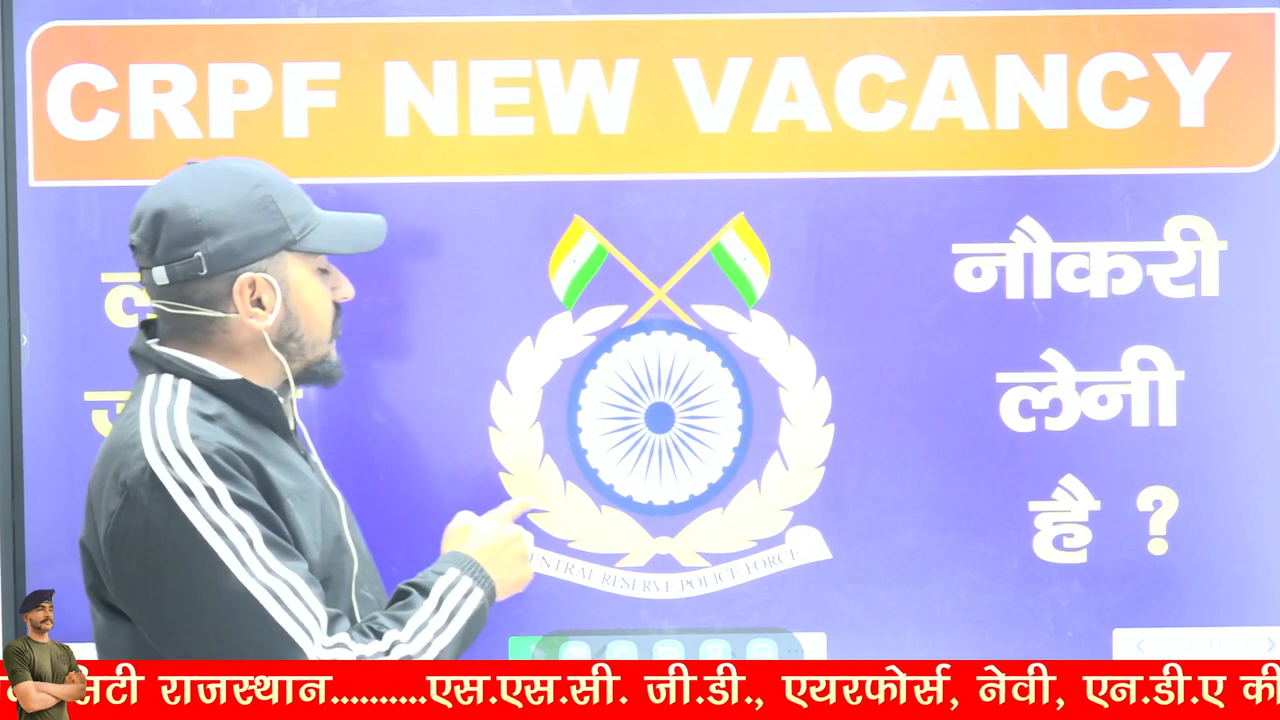 CRPF NEW VACANCY
नौकरी
लेनी
है ?
CENTRAL RESERVE POLICE FORCE
सिटी राजस्थान..........एस.एस.सी. जी.डी., एयरफोर्स, नेवी, एन.डी.ए की